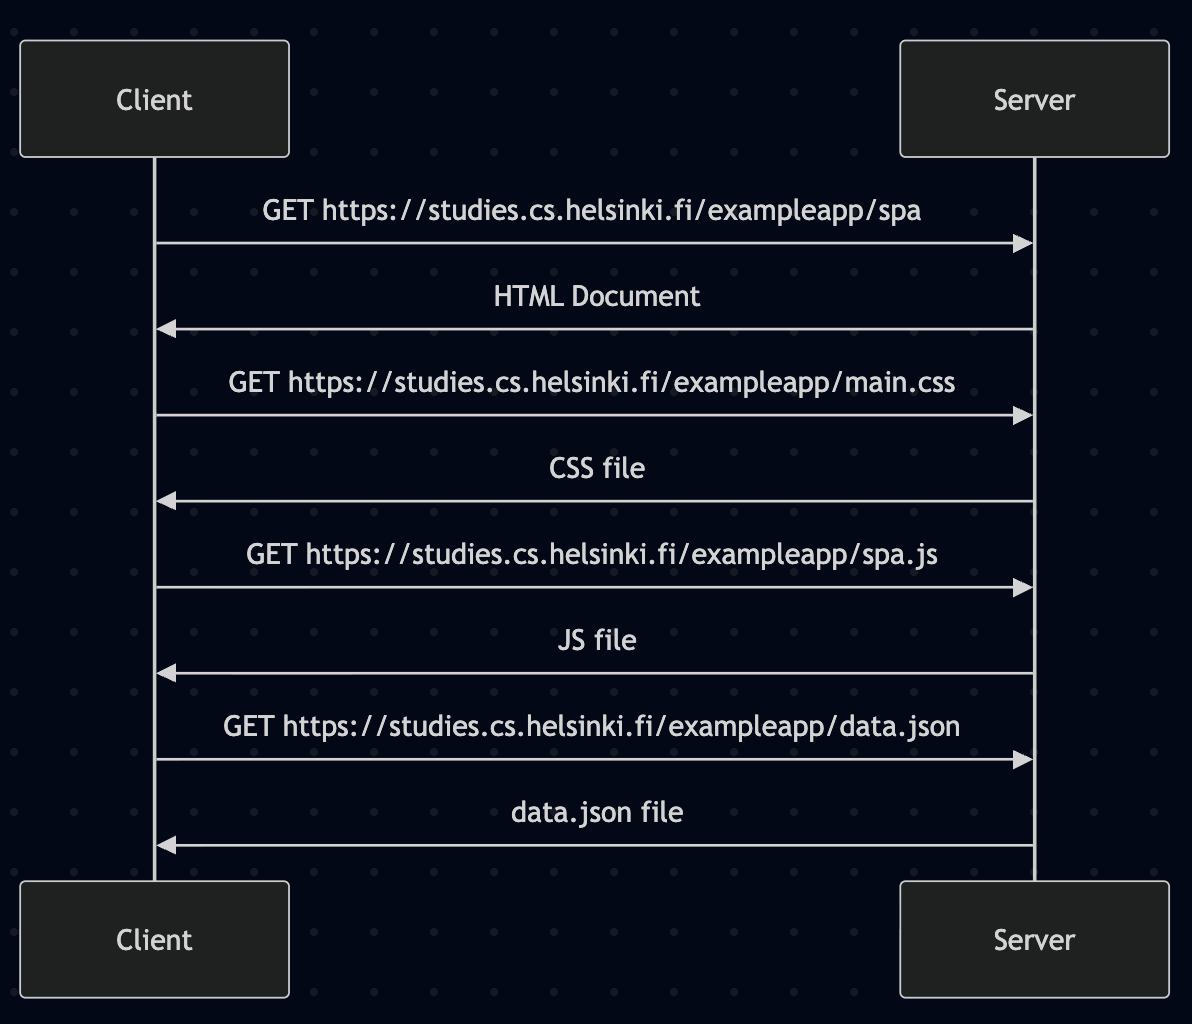 Client
Server
GET https://studies.cs.helsinki.fi/exampleapp/spa
HTML Document
GET https://studies.cs.helsinki.fi/exampleapp/main.css
CSS file
GET https://studies.cs.helsinki.fi/exampleapp/spa.js
JS file
GET https://studies.cs.helsinki.fi/exampleapp/data.json
data.json file
Client
Server